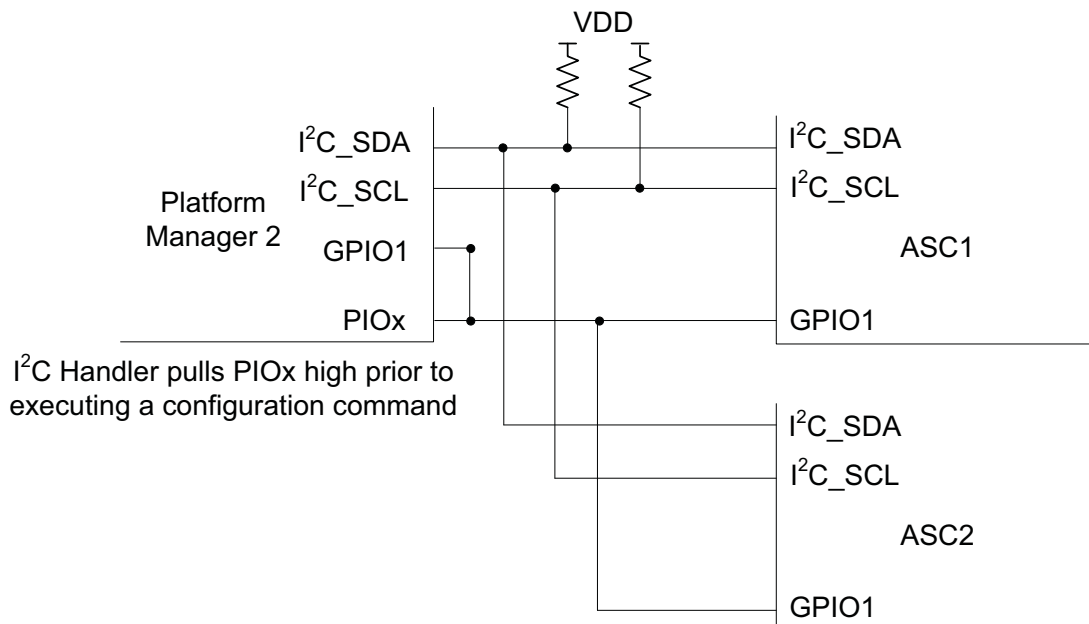 VDD
I²C_SDA
I²C_SCL
Platform
Manager 2
GPIO1
PIOx
I²C Handler pulls PIOx high prior to
executing a configuration command
I²C_SDA
I²C_SCL
ASC1
GPIO1
I²C_SDA
I²C_SCL
ASC2
GPIO1